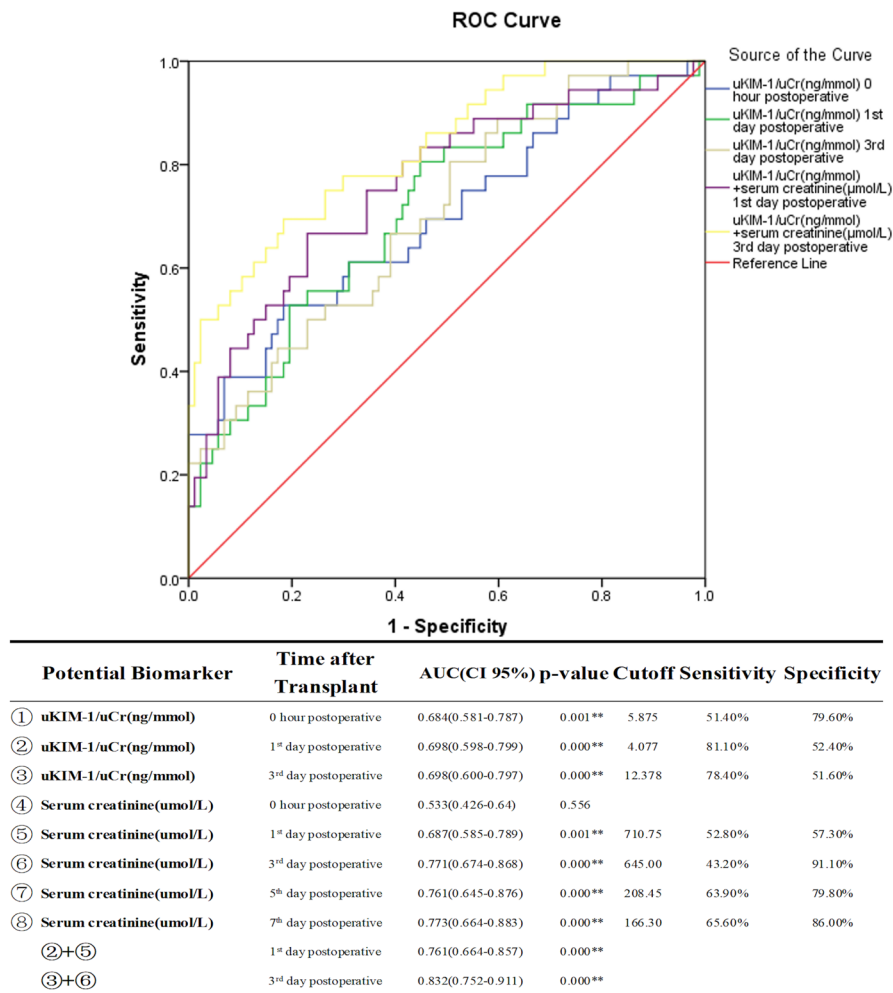 ROC Curve
Source of the Curve
uKIM-1/uCr(ng/mmol) 0
hour postoperative
uKIM-1/uCr(ng/mmol) 1st
day postoperative
uKIM-1/uCr(ng/mmol) 3rd
day postoperative
uKIM-1/uCr(ng/mmol)
+serum creatinine(μmol/L)
1st day postoperative
uKIM-1/uCr(ng/mmol)
+serum creatinine(μmol/L)
3rd day postoperative
Reference Line
Sensitivity
1.0
0.8
0.6
0.4
0.2
0.0
0.0 0.2 0.4 0.6 0.8 1.0
1 - Specificity
Potential Biomarker Time after Transplant AUC(CI 95%) p-value Cutoff Sensitivity Specificity
① uKIM-1/uCr(ng/mmol) 0 hour postoperative 0.684(0.581-0.787) 0.001** 5.875 51.40% 79.60%
② uKIM-1/uCr(ng/mmol) 1st day postoperative 0.698(0.598-0.799) 0.000** 4.077 81.10% 52.40%
③ uKIM-1/uCr(ng/mmol) 3rd day postoperative 0.698(0.600-0.797) 0.000** 12.378 78.40% 51.60%
④ Serum creatinine(umol/L) 0 hour postoperative 0.533(0.426-0.64) 0.556
⑤ Serum creatinine(umol/L) 1st day postoperative 0.687(0.585-0.789) 0.001** 710.75 52.80% 57.30%
⑥ Serum creatinine(umol/L) 3rd day postoperative 0.771(0.674-0.868) 0.000** 645.00 43.20% 91.10%
⑦ Serum creatinine(umol/L) 5th day postoperative 0.761(0.645-0.876) 0.000** 208.45 63.90% 79.80%
⑧ Serum creatinine(umol/L) 7th day postoperative 0.773(0.664-0.883) 0.000** 166.30 65.60% 86.00%
②+⑤ 1st day postoperative 0.761(0.664-0.857) 0.000**
③+⑥ 3rd day postoperative 0.832(0.752-0.911) 0.000**